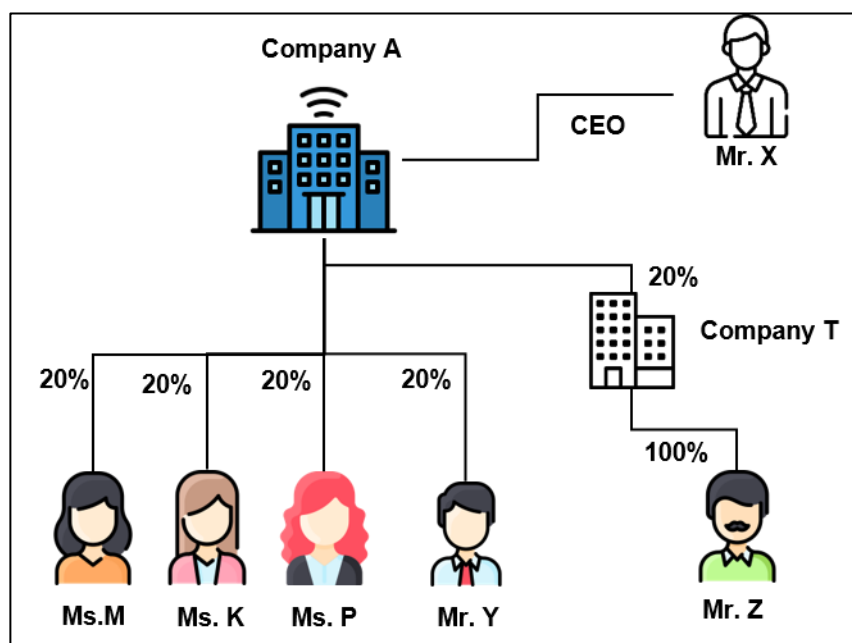 Company A
CEO
Mr. X
20%
Company T
20%
20%
20%
20%
100%
Ms.M
Ms. K
Ms. P
Mr. Y
Mr. Z